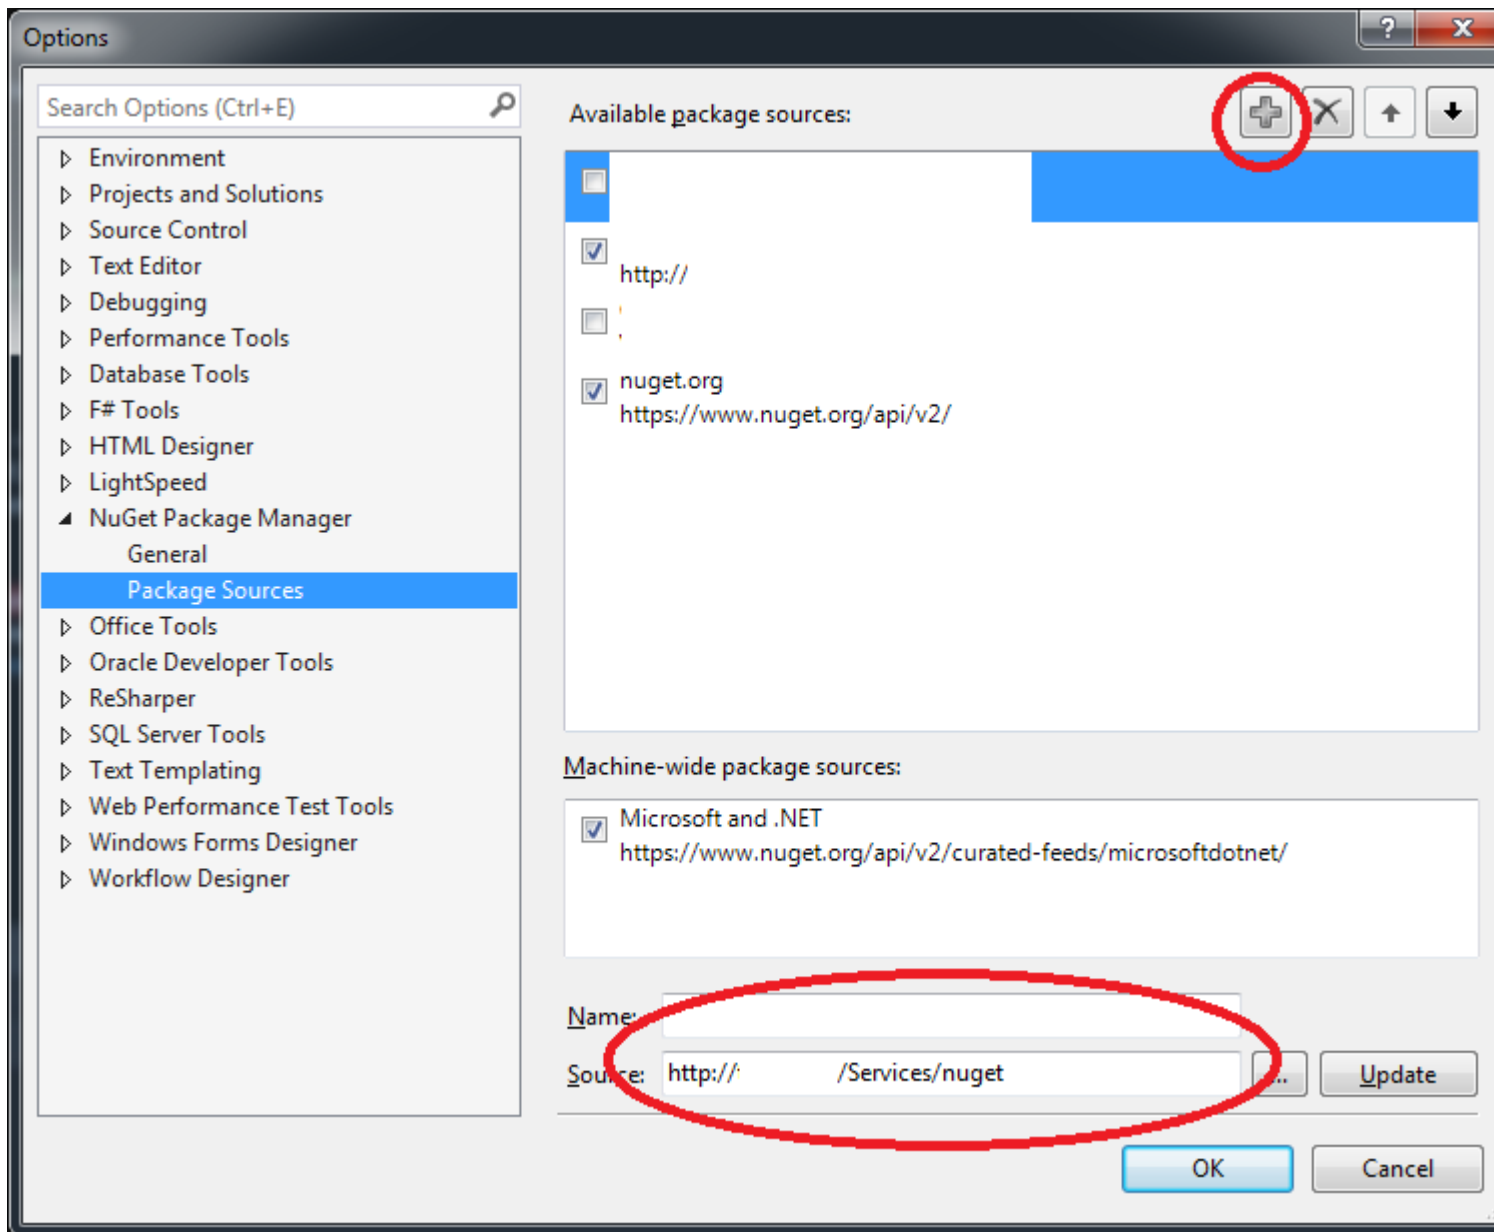 Options
?
Search Options (Ctrl+E)
Environment
Projects and Solutions
Source Control
Text Editor
Debugging
Performance Tools
Database Tools
F# Tools
HTML Designer
LightSpeed
NuGet Package Manager
General
Package Sources
Office Tools
Oracle Developer Tools
ReSharper
SQL Server Tools
Text Templating
Web Performance Test Tools
Windows Forms Designer
Workflow Designer
Available package sources:
http://
nuget.org
https://www.nuget.org/api/v2/
Machine-wide package sources:
Microsoft and .NET
https://www.nuget.org/api/v2/curated-feeds/microsoftdotnet/
Name:
Source: http:// /Services/nuget ... Update
OK Cancel